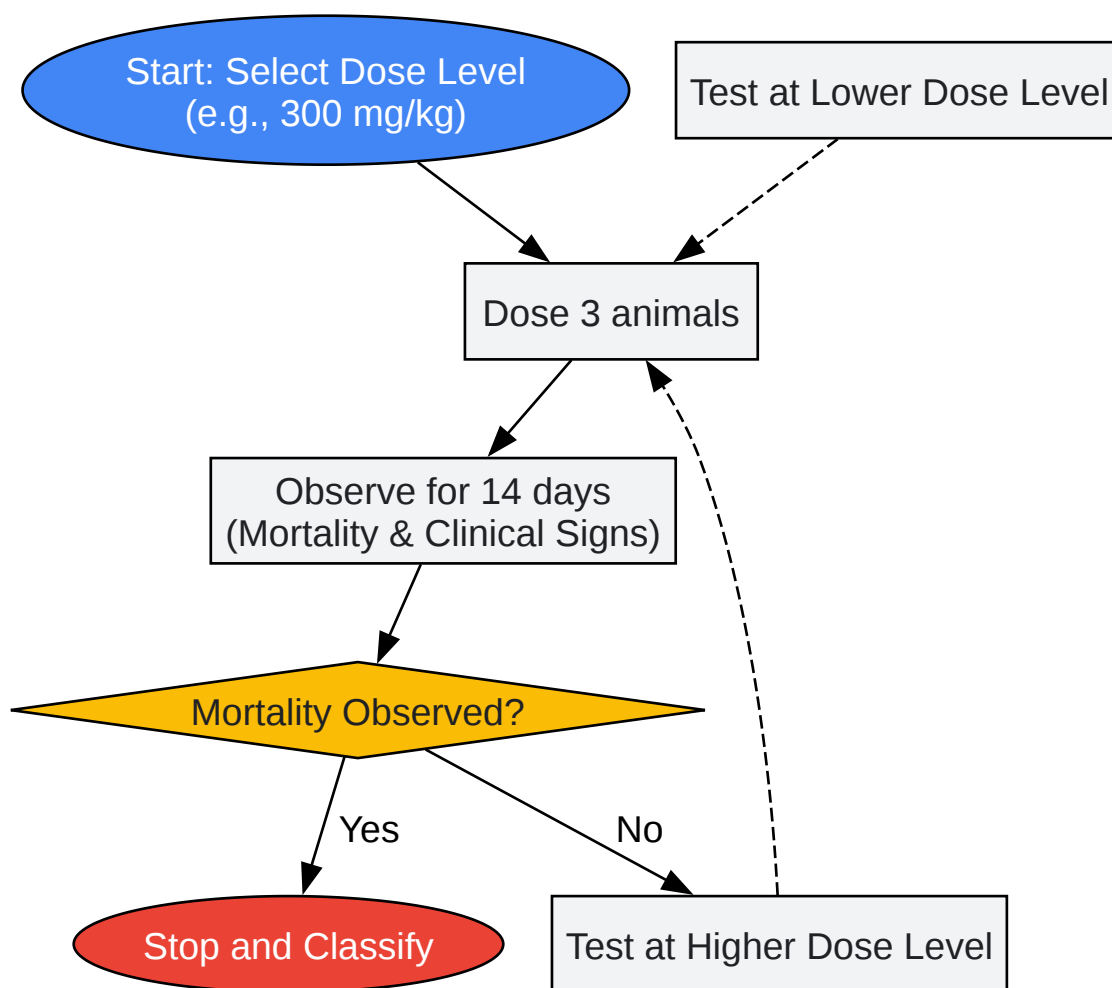 Start: Select Dose Level
(e.g., 300 mg/kg)
Test at Lower Dose Level
Dose 3 animals
Observe for 14 days
(Mortality & Clinical Signs)
Mortality Observed?
Yes
No
Stop and Classify
Test at Higher Dose Level